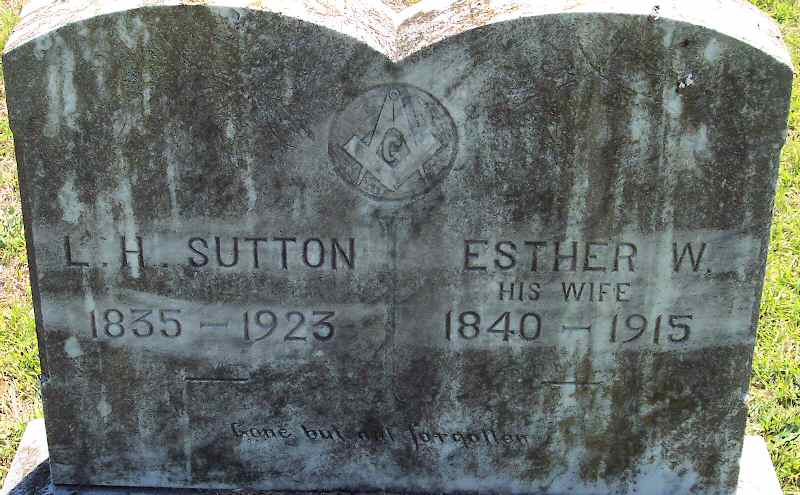 G
L. H. SUTTON
1835 – 1923
ESTHER W.
HIS WIFE
1840 – 1915
Gone but not forgotten